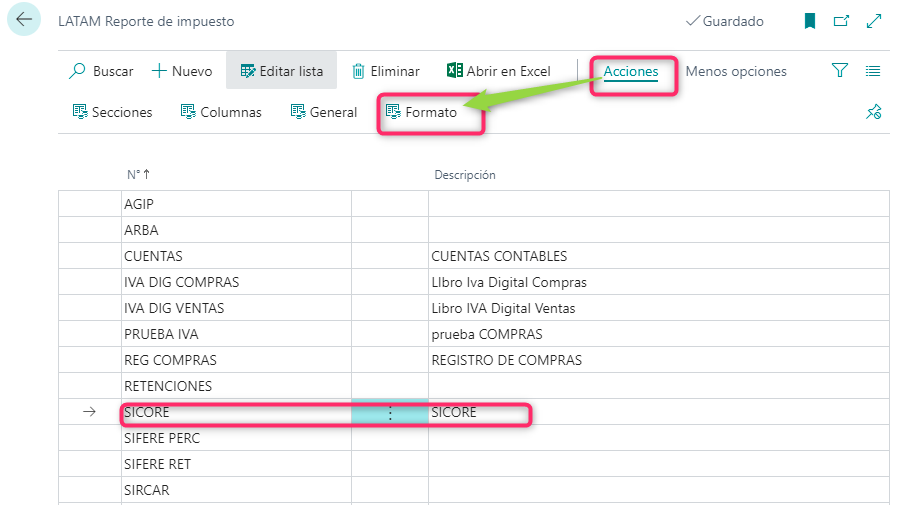 LATAM Reporte de impuesto
Guardado
Buscar Nuevo Editar lista Eliminar Abrir en Excel Acciones Menos opciones
Secciones Columnas General Formato
N° ↑ Descripción
AGIP
ARBA
CUENTAS CUENTAS CONTABLES
IVA DIG COMPRAS LIbro Iva Digital Compras
IVA DIG VENTAS Libro IVA Digital Ventas
PRUEBA IVA prueba COMPRAS
REG COMPRAS REGISTRO DE COMPRAS
RETENCIONES
SICORE SICORE
SIFERE PERC
SIFERE RET
SIRCAR